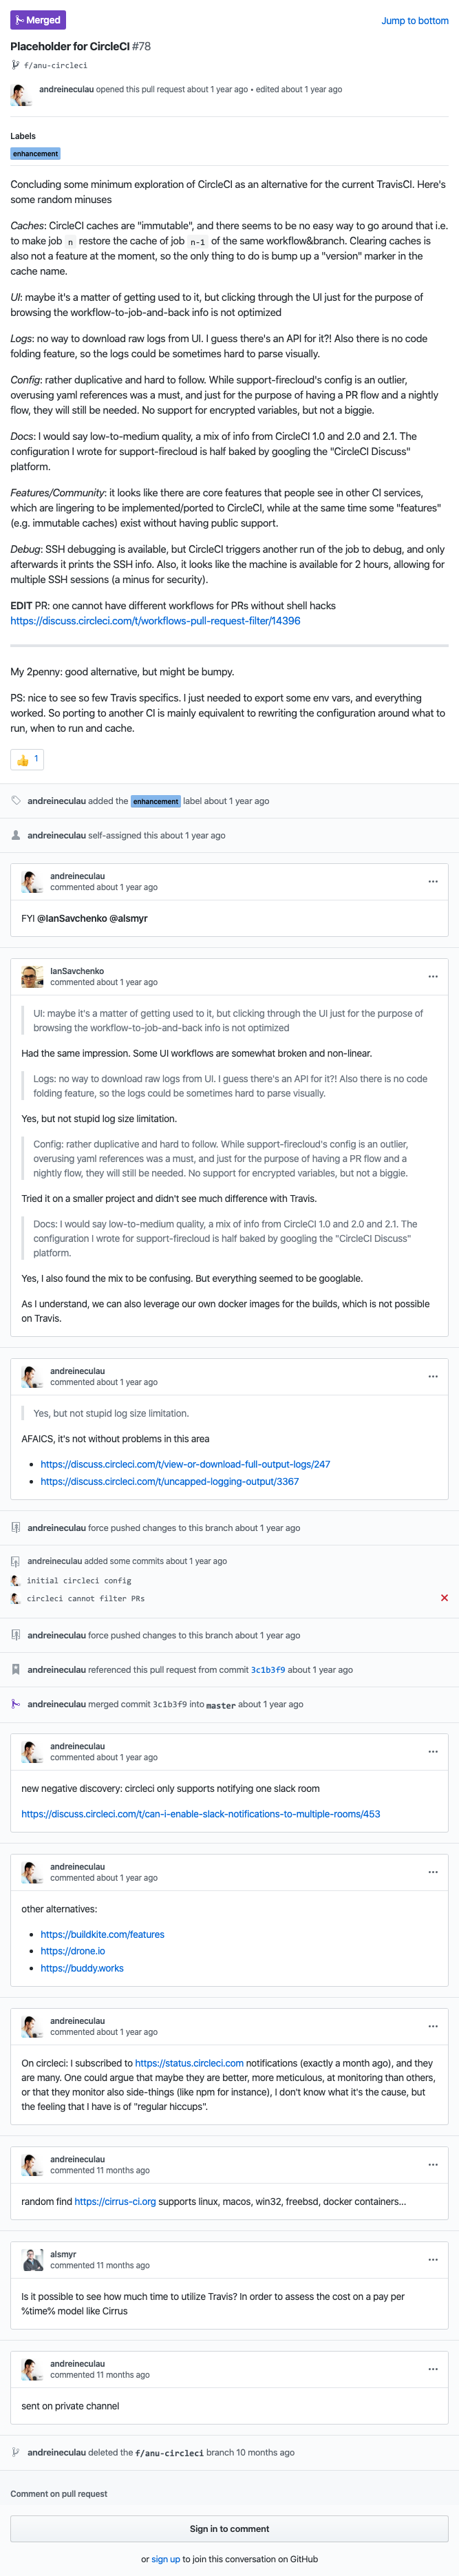 Merged
Jump to bottom
Placeholder for CircleCI #78
f/anu-circleci
andreineculau opened this pull request about 1 year ago • edited about 1 year ago
Labels
enhancement
Concluding some minimum exploration of CircleCI as an alternative for the current TravisCI. Here's
some random minuses
Caches: CircleCI caches are "immutable", and there seems to be no easy way to go around that i.e.
to make job n restore the cache of job n-1 of the same workflow&branch. Clearing caches is
also not a feature at the moment, so the only thing to do is bump up a "version" marker in the
cache name.
UI: maybe it's a matter of getting used to it, but clicking through the UI just for the purpose of
browsing the workflow-to-job-and-back info is not optimized
Logs: no way to download raw logs from UI. I guess there's an API for it?! Also there is no code
folding feature, so the logs could be sometimes hard to parse visually.
Config: rather duplicative and hard to follow. While support-firecloud's config is an outlier,
overusing yaml references was a must, and just for the purpose of having a PR flow and a nightly
flow, they will still be needed. No support for encrypted variables, but not a biggie.
Docs: I would say low-to-medium quality, a mix of info from CircleCI 1.0 and 2.0 and 2.1. The
configuration I wrote for support-firecloud is half baked by googling the "CircleCI Discuss"
platform.
Features/Community: it looks like there are core features that people see in other CI services,
which are lingering to be implemented/ported to CircleCI, while at the same time some "features"
(e.g. immutable caches) exist without having public support.
Debug: SSH debugging is available, but CircleCI triggers another run of the job to debug, and only
afterwards it prints the SSH info. Also, it looks like the machine is available for 2 hours, allowing for
multiple SSH sessions (a minus for security).
EDIT PR: one cannot have different workflows for PRs without shell hacks
https://discuss.circleci.com/t/workflows-pull-request-filter/14396
My 2penny: good alternative, but might be bumpy.
PS: nice to see so few Travis specifics. I just needed to export some env vars, and everything
worked. So porting to another CI is mainly equivalent to rewriting the configuration around what to
run, when to run and cache.
👍 1
andreineculau added the enhancement label about 1 year ago
andreineculau self-assigned this about 1 year ago
andreineculau
commented about 1 year ago
FYI @IanSavchenko @alsmyr
IanSavchenko
commented about 1 year ago
UI: maybe it's a matter of getting used to it, but clicking through the UI just for the purpose of
browsing the workflow-to-job-and-back info is not optimized
Had the same impression. Some UI workflows are somewhat broken and non-linear.
Logs: no way to download raw logs from UI. I guess there's an API for it?! Also there is no code
folding feature, so the logs could be sometimes hard to parse visually.
Yes, but not stupid log size limitation.
Config: rather duplicative and hard to follow. While support-firecloud's config is an outlier,
overusing yaml references was a must, and just for the purpose of having a PR flow and a
nightly flow, they will still be needed. No support for encrypted variables, but not a biggie.
Tried it on a smaller project and didn't see much difference with Travis.
Docs: I would say low-to-medium quality, a mix of info from CircleCI 1.0 and 2.0 and 2.1. The
configuration I wrote for support-firecloud is half baked by googling the "CircleCI Discuss"
platform.
Yes, I also found the mix to be confusing. But everything seemed to be googlable.
As I understand, we can also leverage our own docker images for the builds, which is not possible
on Travis.
andreineculau
commented about 1 year ago
Yes, but not stupid log size limitation.
AFAICS, it's not without problems in this area
• https://discuss.circleci.com/t/view-or-download-full-output-logs/247
• https://discuss.circleci.com/t/uncapped-logging-output/3367
andreineculau force pushed changes to this branch about 1 year ago
andreineculau added some commits about 1 year ago
initial circleci config
circleci cannot filter PRs
andreineculau force pushed changes to this branch about 1 year ago
andreineculau referenced this pull request from commit 3c1b3f9 about 1 year ago
andreineculau merged commit 3c1b3f9 into master about 1 year ago
andreineculau
commented about 1 year ago
new negative discovery: circleci only supports notifying one slack room
https://discuss.circleci.com/t/can-i-enable-slack-notifications-to-multiple-rooms/453
andreineculau
commented about 1 year ago
other alternatives:
• https://buildkite.com/features
• https://drone.io
• https://buddy.works
andreineculau
commented about 1 year ago
On circleci: I subscribed to https://status.circleci.com notifications (exactly a month ago), and they
are many. One could argue that maybe they are better, more meticulous, at monitoring than others,
or that they monitor also side-things (like npm for instance), I don't know what it's the cause, but
the feeling that I have is of "regular hiccups".
andreineculau
commented 11 months ago
random find https://cirrus-ci.org supports linux, macos, win32, freebsd, docker containers...
alsmyr
commented 11 months ago
Is it possible to see how much time to utilize Travis? In order to assess the cost on a pay per
%time% model like Cirrus
andreineculau
commented 11 months ago
sent on private channel
andreineculau deleted the f/anu-circleci branch 10 months ago
Comment on pull request
Sign in to comment
or sign up to join this conversation on GitHub